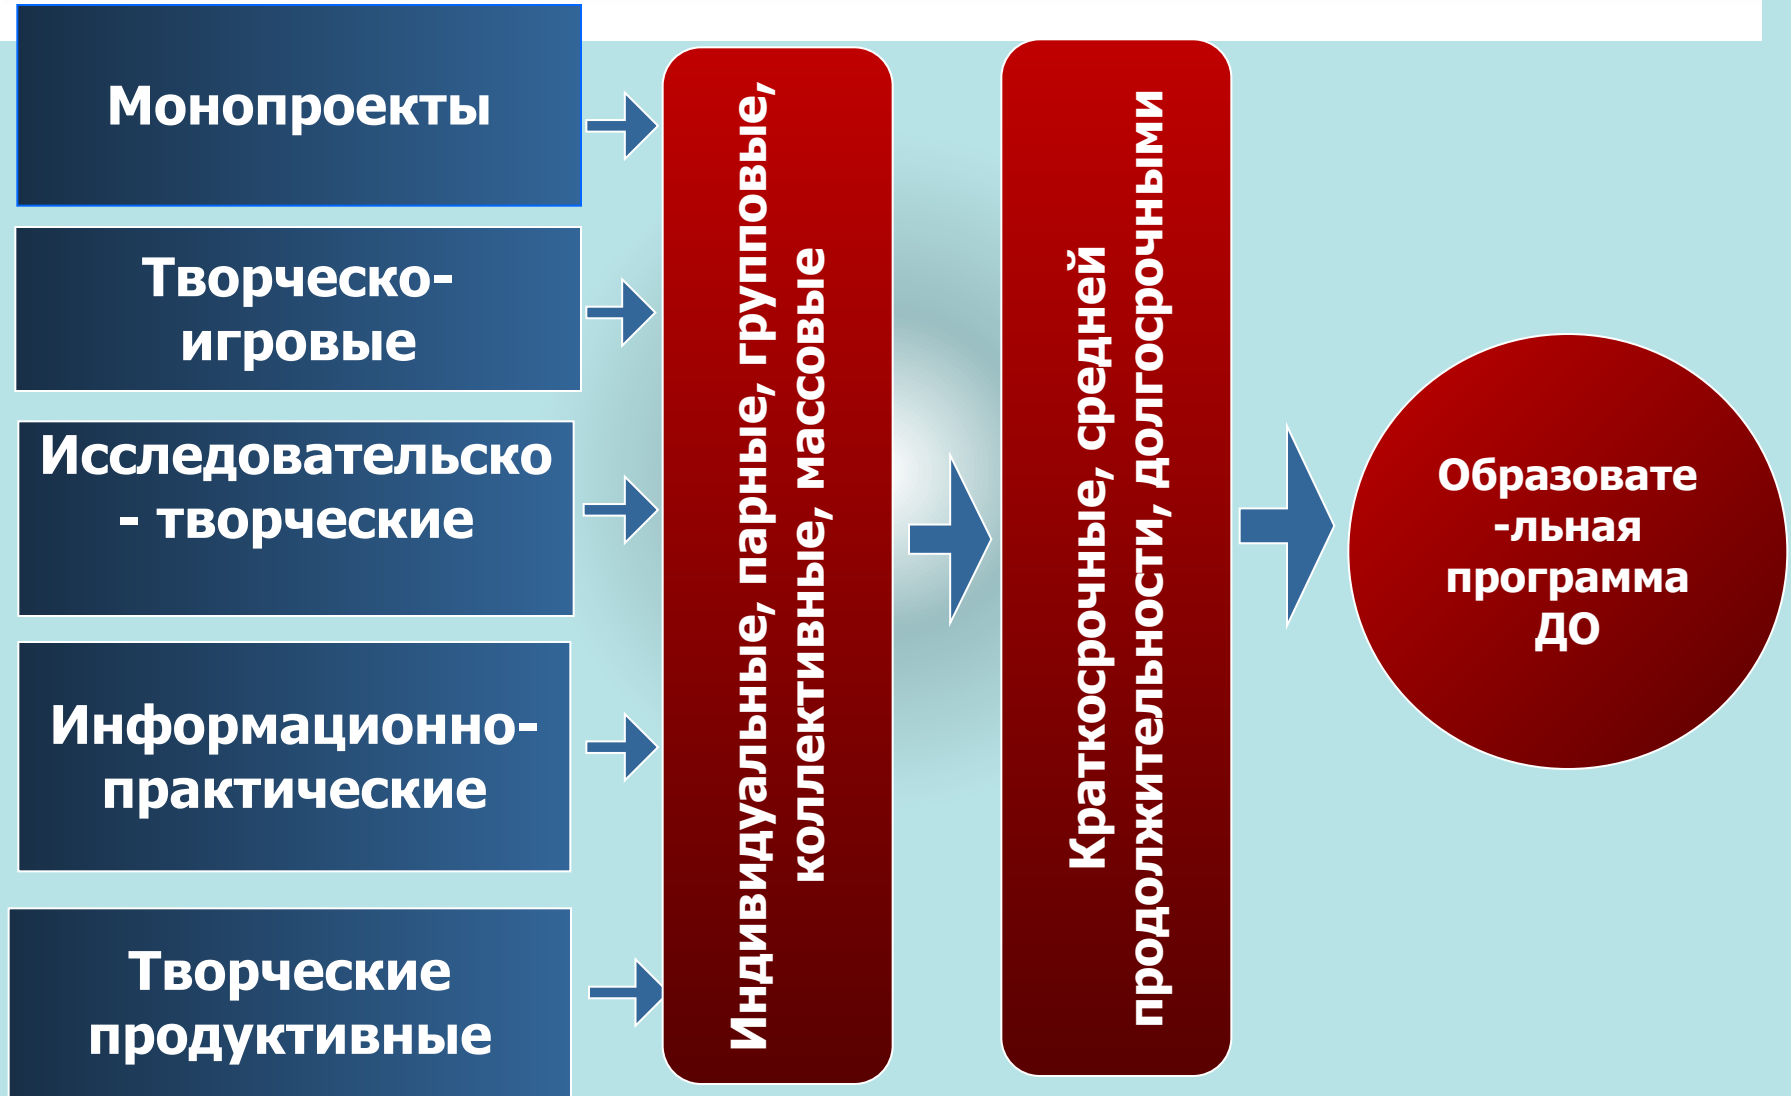 Монопроекты
Творческо-
игровые
Исследовательско
- творческие
Информационно-
практические
Творческие
продуктивные
Индивидуальные, парные, групповые,
коллективные, массовые
Краткосрочные, средней
продолжительности, долгосрочными
Образовате
-льная
программа
ДО